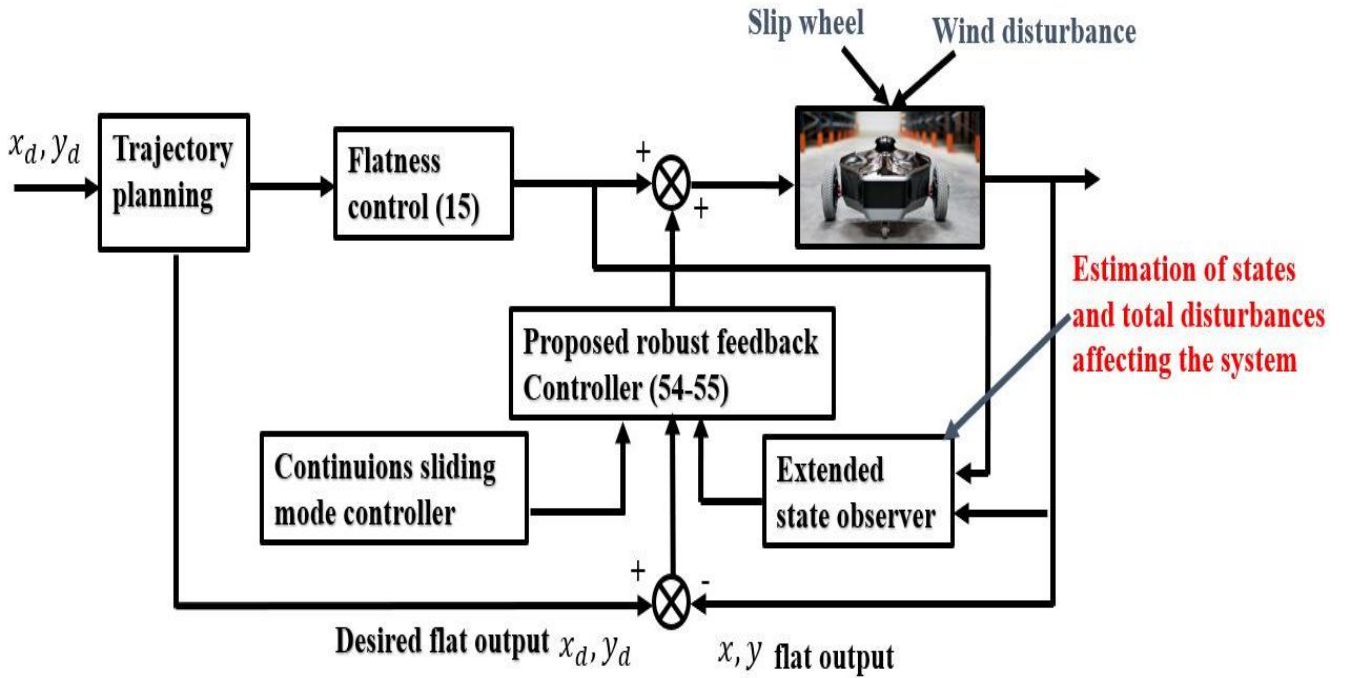 Slip wheel
Wind disturbance
x_d, y_d
Trajectory
planning
Flatness
control (15)
+
+
Estimation of states
and total disturbances
affecting the system
Proposed robust feedback
Controller (54-55)
Continuions sliding
mode controller
Extended
state observer
+
-
Desired flat output x_d, y_d
x, y flat output